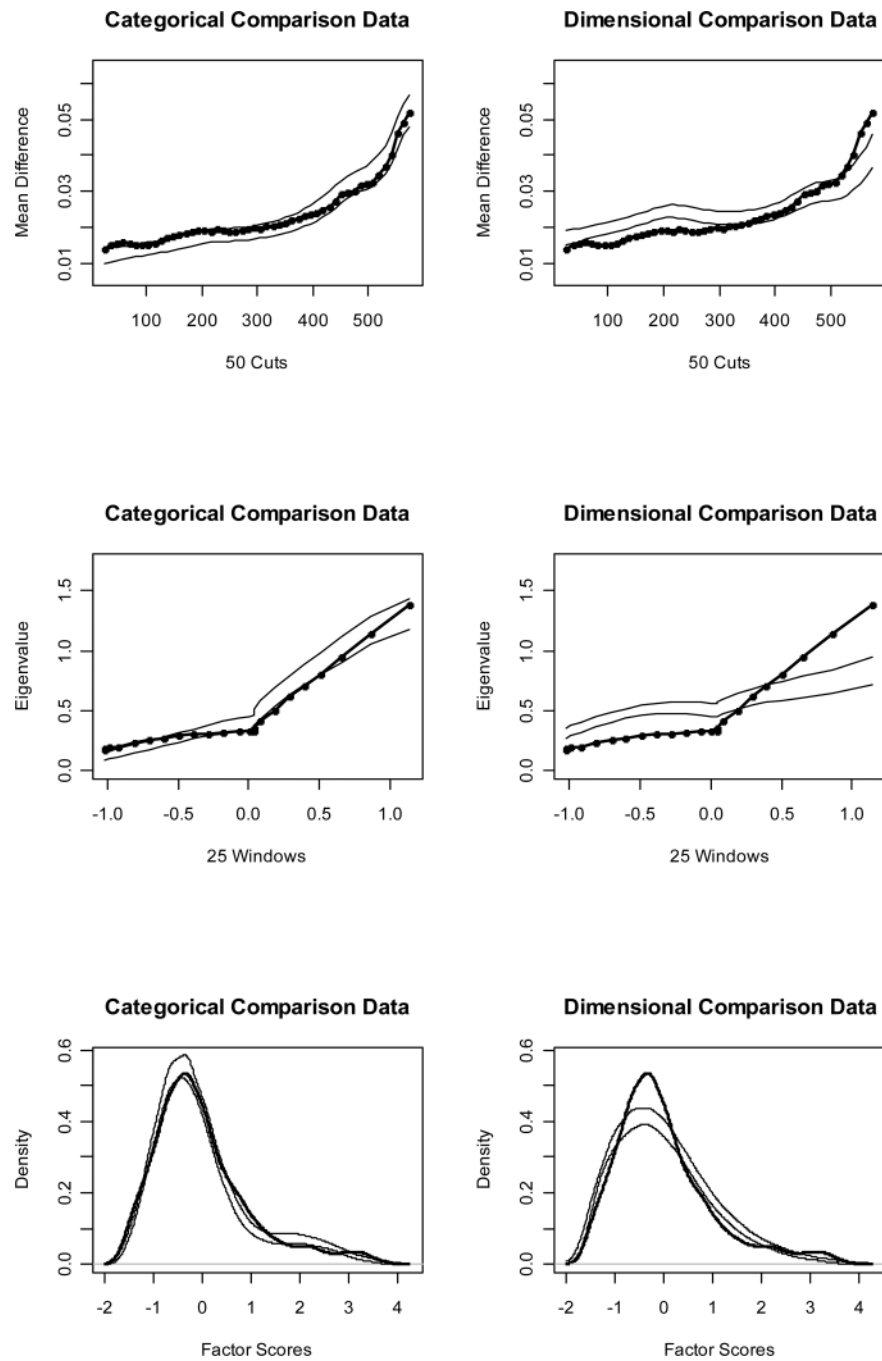 Categorical Comparison Data
Dimensional Comparison Data
Mean Difference
0.01 0.03 0.05
100 200 300 400 500
50 Cuts
Mean Difference
0.01 0.03 0.05
100 200 300 400 500
50 Cuts
Categorical Comparison Data
Dimensional Comparison Data
Eigenvalue
0.0 0.5 1.0 1.5
-1.0 -0.5 0.0 0.5 1.0
25 Windows
Eigenvalue
0.0 0.5 1.0 1.5
-1.0 -0.5 0.0 0.5 1.0
25 Windows
Categorical Comparison Data
Dimensional Comparison Data
Density
0.0 0.2 0.4 0.6
-2 -1 0 1 2 3 4
Factor Scores
Density
0.0 0.2 0.4 0.6
-2 -1 0 1 2 3 4
Factor Scores